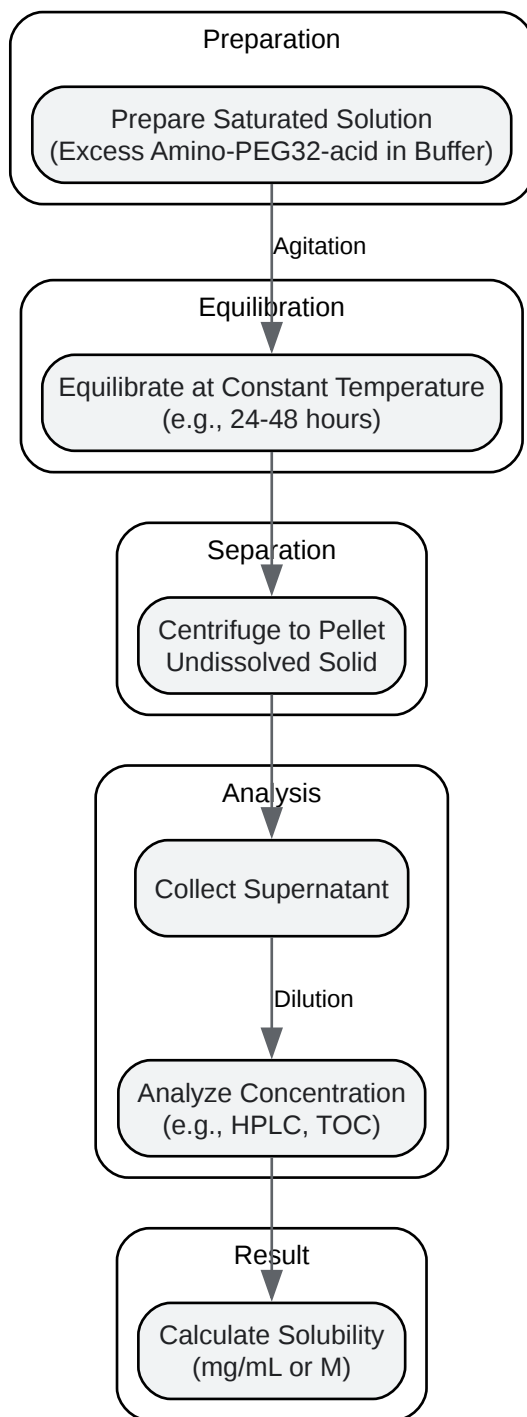 Preparation
Prepare Saturated Solution
(Excess Amino-PEG32-acid in Buffer)
Agitation
Equilibration
Equilibrate at Constant Temperature
(e.g., 24-48 hours)
Separation
Centrifuge to Pellet
Undissolved Solid
Analysis
Collect Supernatant
Dilution
Analyze Concentration
(e.g., HPLC, TOC)
Result
Calculate Solubility
(mg/mL or M)